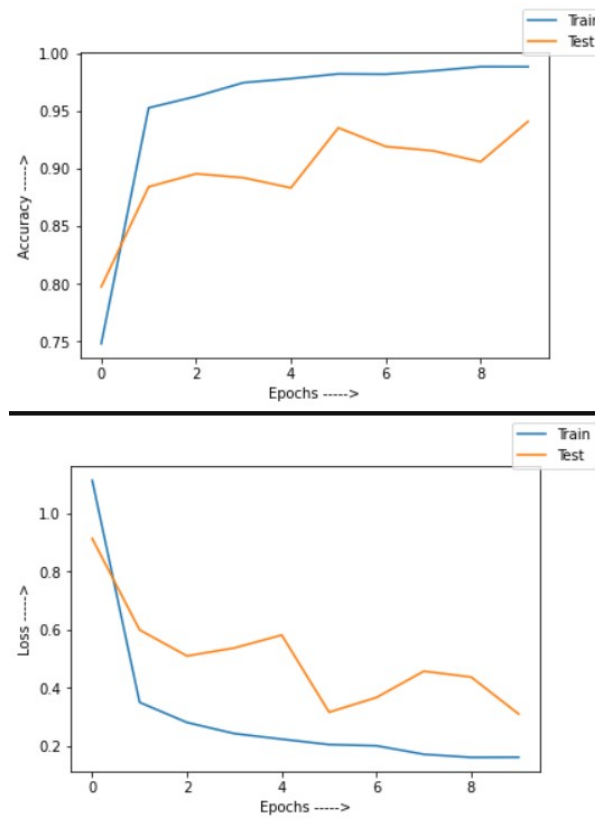 Train
Test
1.00
0.95
0.90
0.85
0.80
0.75
Accuracy ----->
0 2 4 6 8
Epochs ----->
Train
Test
1.0
0.8
0.6
0.4
0.2
Loss ----->
0 2 4 6 8
Epochs ----->